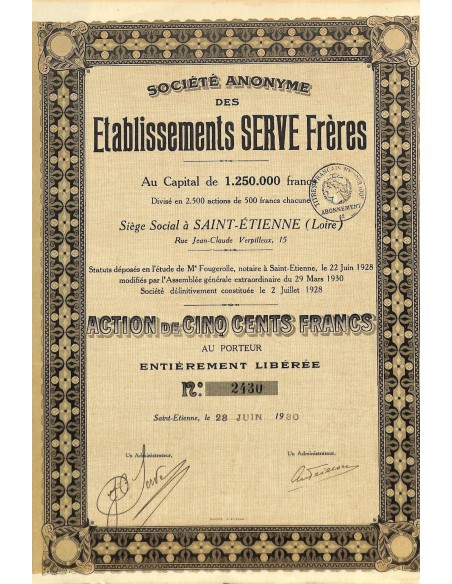 SOCIÉTÉ ANONYME
DES
Etablissements SERVE Frères
Au Capital de 1.250.000 francs
Divisé en 2.500 actions de 500 francs chacune
ABONNEMENT
Siège Social à SAINT-ÉTIENNE (Loire)
Rue Jean-Claude Verpilleux, 15
Statuts déposés en l'étude de Me Fougerolle, notaire à Saint-Etienne, le 22 Juin 1928
modifiés par l'Assemblée générale extraordinaire du 29 Mars 1930
Société définitivement constituée le 2 Juillet 1928
ACTION DE CINQ CENTS FRANCS
AU PORTEUR
ENTIÈREMENT LIBÉRÉE
No: 2430
Saint-Etienne, le 28 JUIN 1930
Un Administrateur,
Un Administrateur,
Serve